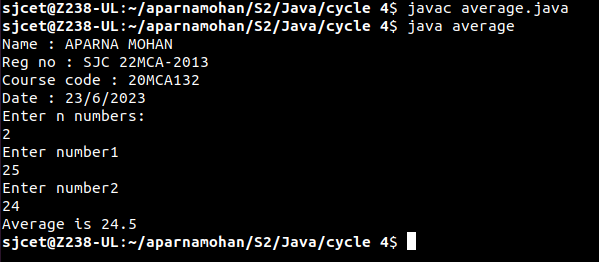 sjcet@Z238-UL:~/aparnamohan/S2/Java/cycle 4$ javac average.java
sjcet@Z238-UL:~/aparnamohan/S2/Java/cycle 4$ java average
Name : APARNA MOHAN
Reg no : SJC 22MCA-2013
Course code : 20MCA132
Date : 23/6/2023
Enter n numbers:
2
Enter number1
25
Enter number2
24
Average is 24.5
sjcet@Z238-UL:~/aparnamohan/S2/Java/cycle 4$